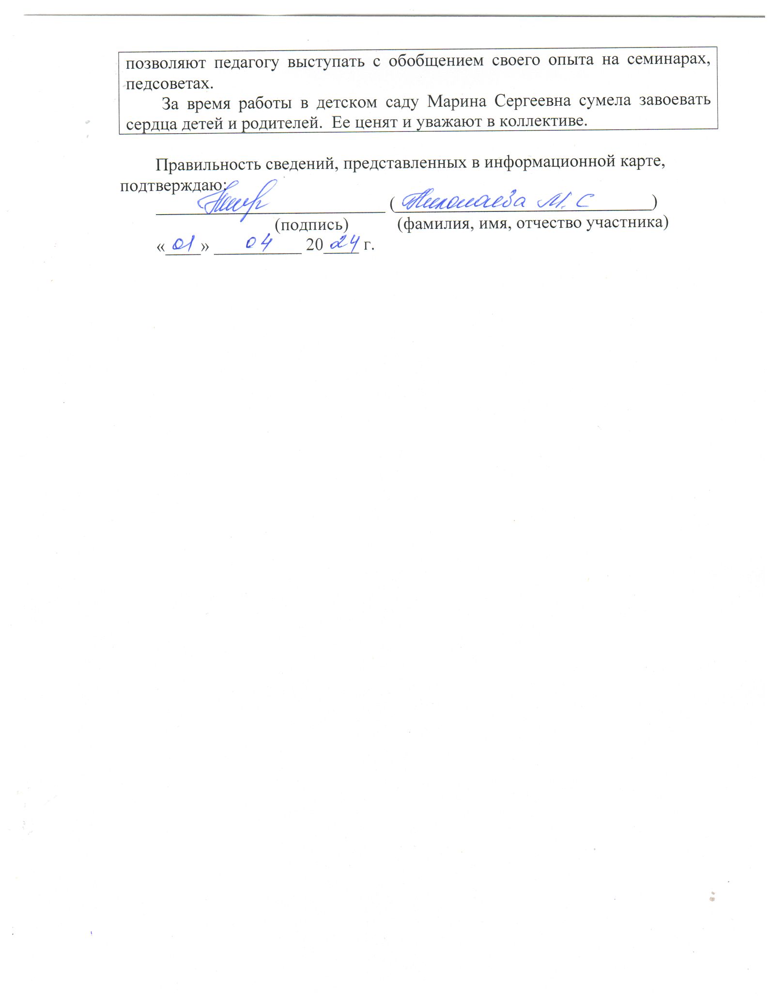 позволяют педагогу выступать с обобщением своего опыта на семинарах,
педсоветах.
За время работы в детском саду Марина Сергеевна сумела завоевать
сердца детей и родителей. Ее ценят и уважают в коллективе.
Правильность сведений, представленных в информационной карте,
подтверждаю:
(Николаева М. С)
(подпись) (фамилия, имя, отчество участника)
«01» 04 2024 г.